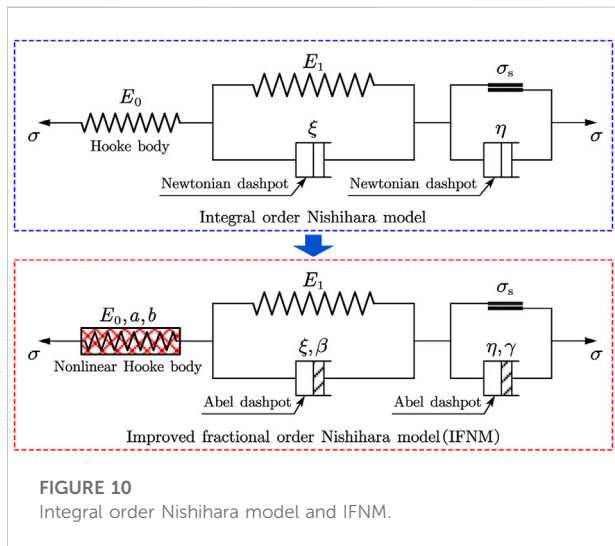 E₁
E₀
σ
Hooke body
ξ
Newtonian dashpot
σₛ
η
Newtonian dashpot
σ
Integral order Nishihara model
E₁
E₀,a,b
σ
Nonlinear Hooke body
ξ,β
Abel dashpot
σₛ
η,γ
Abel dashpot
σ
Improved fractional order Nishihara model(IFNM)
FIGURE 10
Integral order Nishihara model and IFNM.